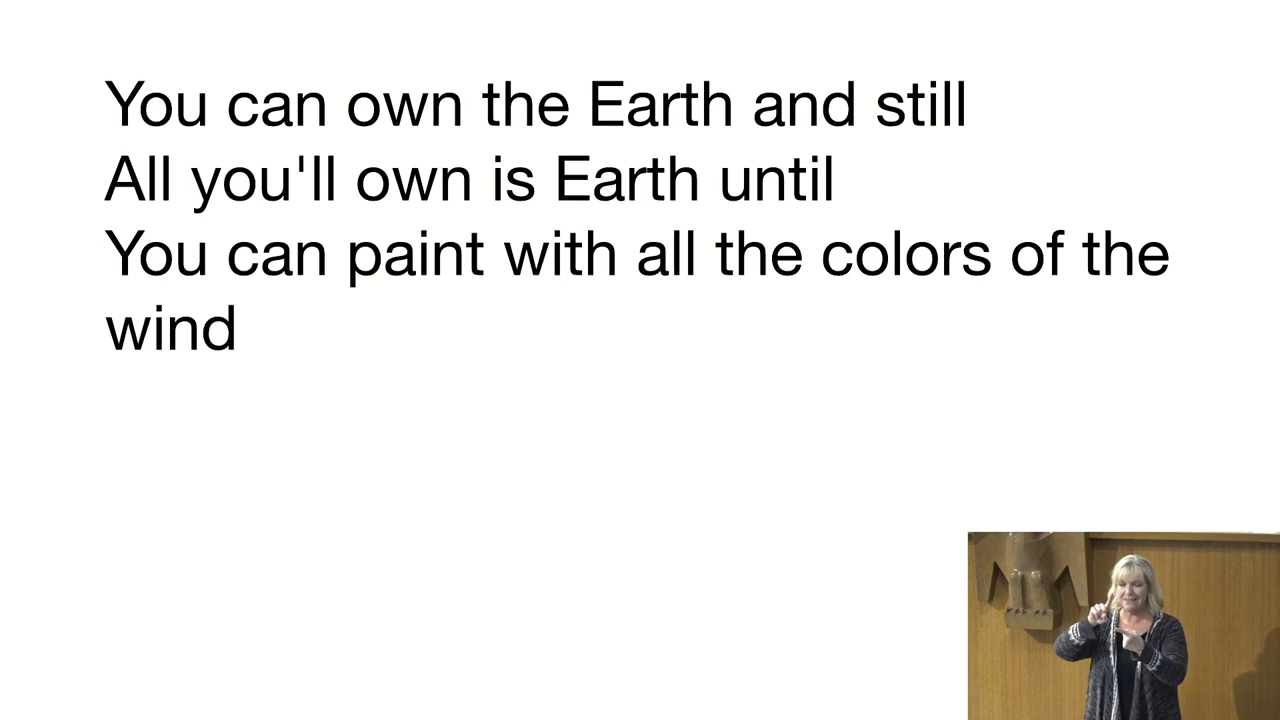 You can own the Earth and still
All you'll own is Earth until
You can paint with all the colors of the
wind